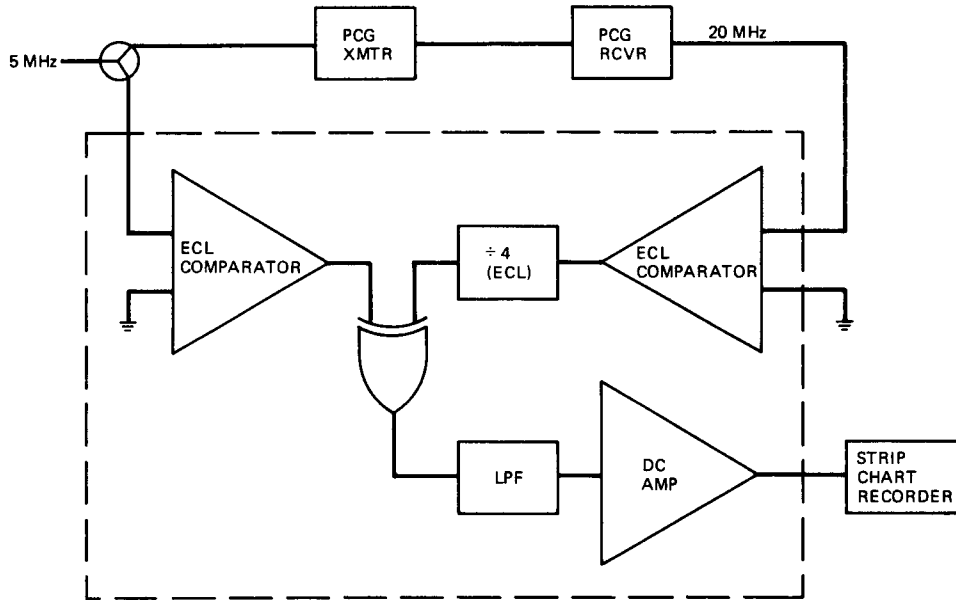 5 MHz
PCG
XMTR
PCG
RCVR
20 MHz
ECL
COMPARATOR
÷ 4
(ECL)
ECL
COMPARATOR
LPF
DC
AMP
STRIP
CHART
RECORDER